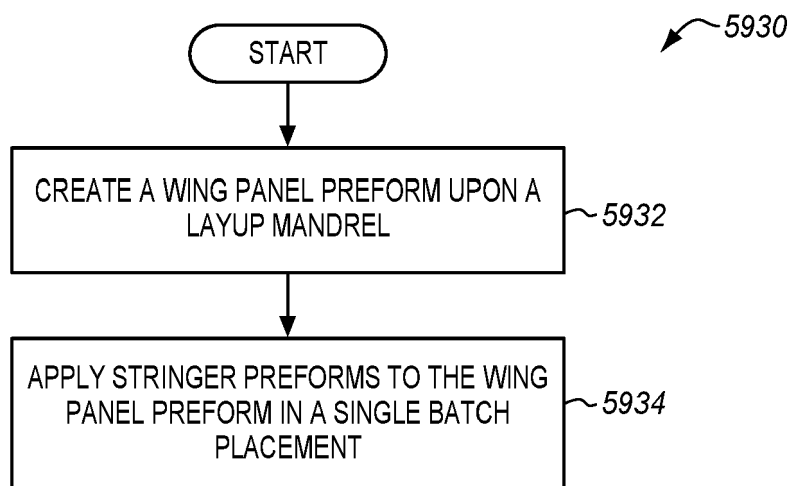 START
5930
CREATE A WING PANEL PREFORM UPON A
LAYUP MANDREL
5932
APPLY STRINGER PREFORMS TO THE WING
PANEL PREFORM IN A SINGLE BATCH
PLACEMENT
5934